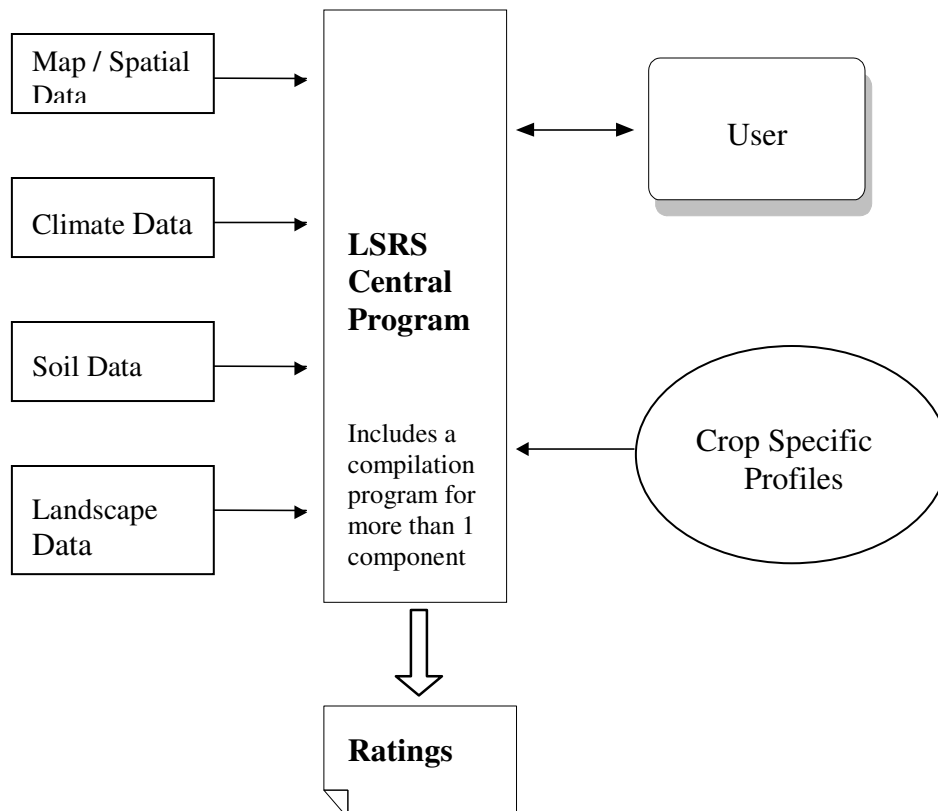 Map / Spatial
Data
Climate Data
Soil Data
Landscape
Data
LSRS
Central
Program
Includes a
compilation
program for
more than 1
component
User
Crop Specific
Profiles
Ratings